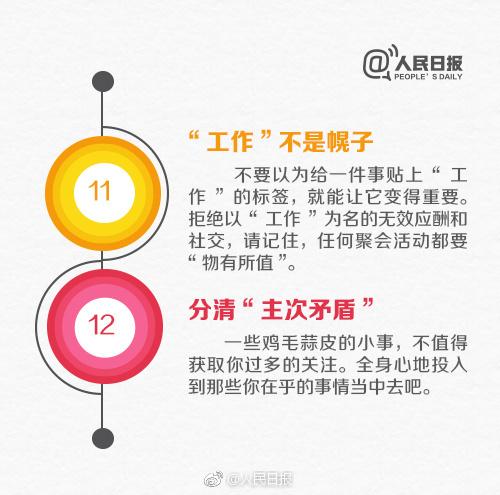 @人民日报
PEOPLE'S DAILY
11
“工作”不是幌子
不要以为给一件事贴上“工
作”的标签，就能让它变得重要。
拒绝以“工作”为名的无效应酬和
社交，请记住，任何聚会活动都要
“物有所值”。
12
分清“主次矛盾”
一些鸡毛蒜皮的小事，不值得
获取你过多的关注。全身心地投入
到那些你在乎的事情当中去吧。
@人民日报